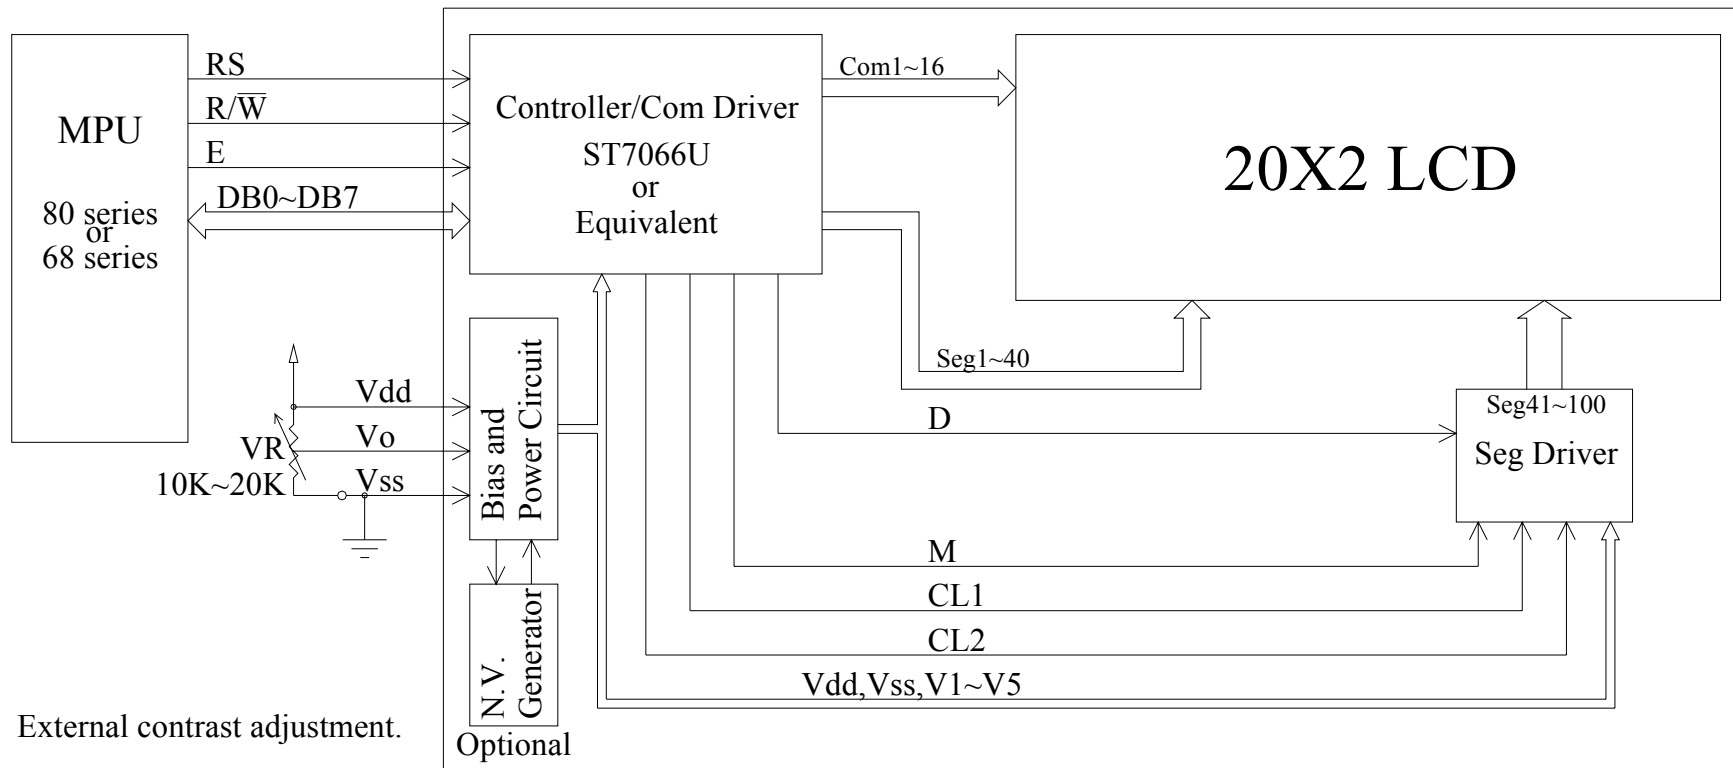 MPU
80 series
or
68 series
RS
R/W̅
E
DB0~DB7
Controller/Com Driver
ST7066U
or
Equivalent
Com1~16
20X2 LCD
Seg1~40
Seg41~100
Seg Driver
D
M
CL1
CL2
Vdd,Vss,V1~V5
Vdd
Vo
Vss
VR
10K~20K
Bias and
Power Circuit
N.V.
Generator
Optional
External contrast adjustment.